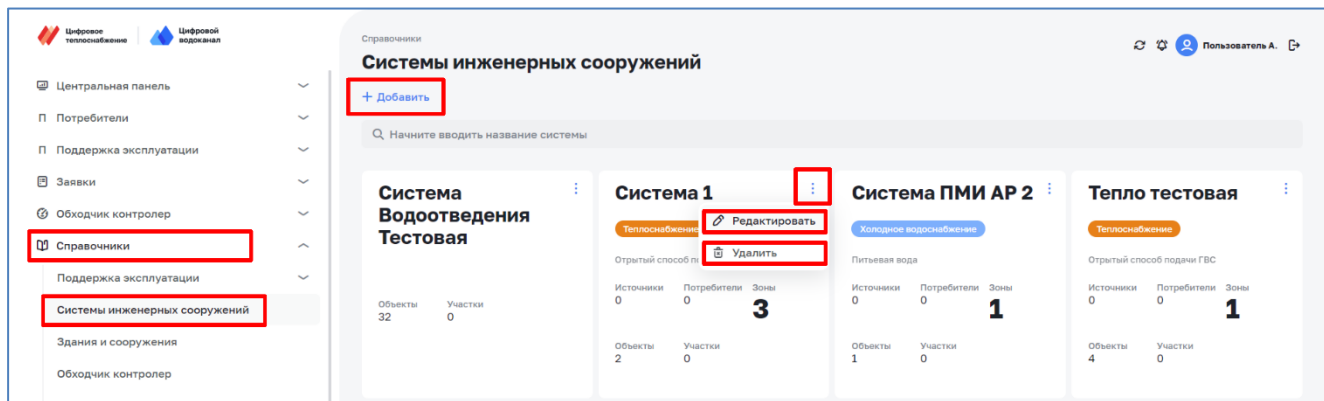 Цифровое
теплоснабжение
Цифровой
водоканал
Центральная панель
П Потребители
П Поддержка эксплуатации
Заявки
Обходчик контролер
Справочники
Поддержка эксплуатации
Системы инженерных сооружений
Здания и сооружения
Обходчик контролер
Справочники
Пользователь А.
Системы инженерных сооружений
+ Добавить
Начните вводить название системы
Система
Водоотведения
Тестовая
Объекты Участки
32 0
Система 1
Редактировать
Удалить
Теплоснабжение
Отрытый способ
Источники Потребители Зоны
0 0 3
Объекты Участки
2 0
Система ПМИ АР 2
Холодное водоснабжение
Питьевая вода
Источники Потребители Зоны
0 0 1
Объекты Участки
1 0
Тепло тестовая
Теплоснабжение
Отрытый способ подачи ГВС
Источники Потребители Зоны
0 0 1
Объекты Участки
4 0